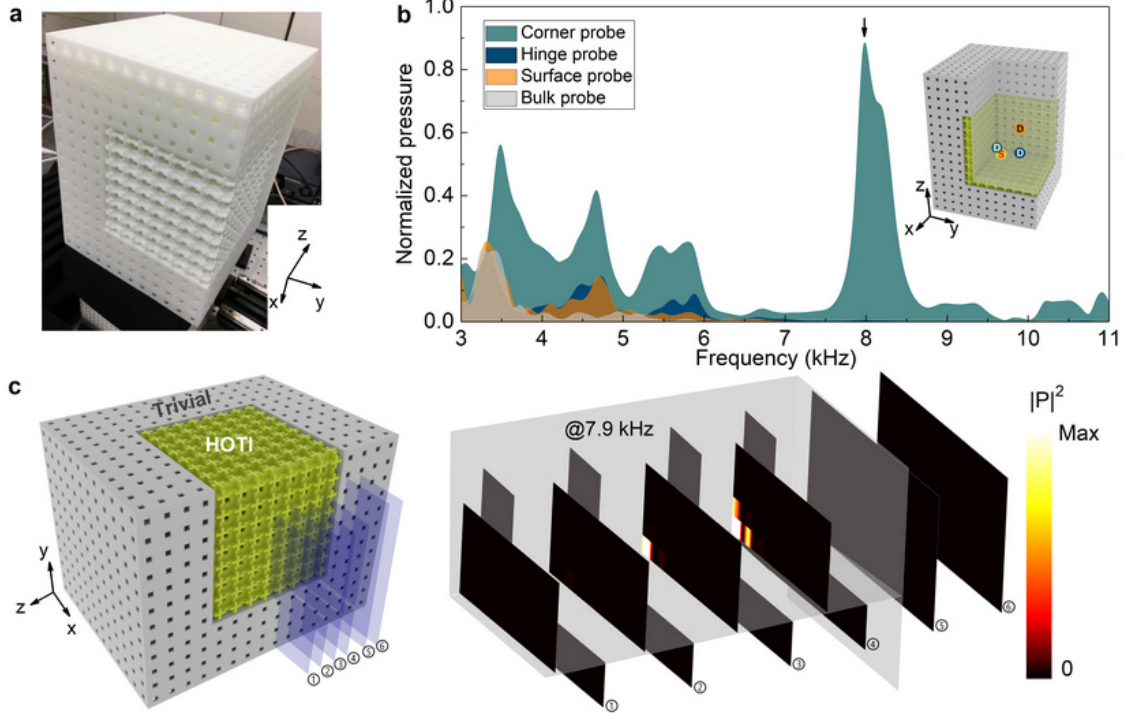 a
z
x
y
b
1.0
0.8
0.6
0.4
0.2
0.0
Normalized pressure
Corner probe
Hinge probe
Surface probe
Bulk probe
D
D
S
D
z
x
y
3
4
5
6
7
8
9
10
11
Frequency (kHz)
c
Trivial
HOTI
y
z
x
①
②
③
④
⑤
⑥
@7.9 kHz
①
②
③
④
⑤
⑥
|P|²
Max
0